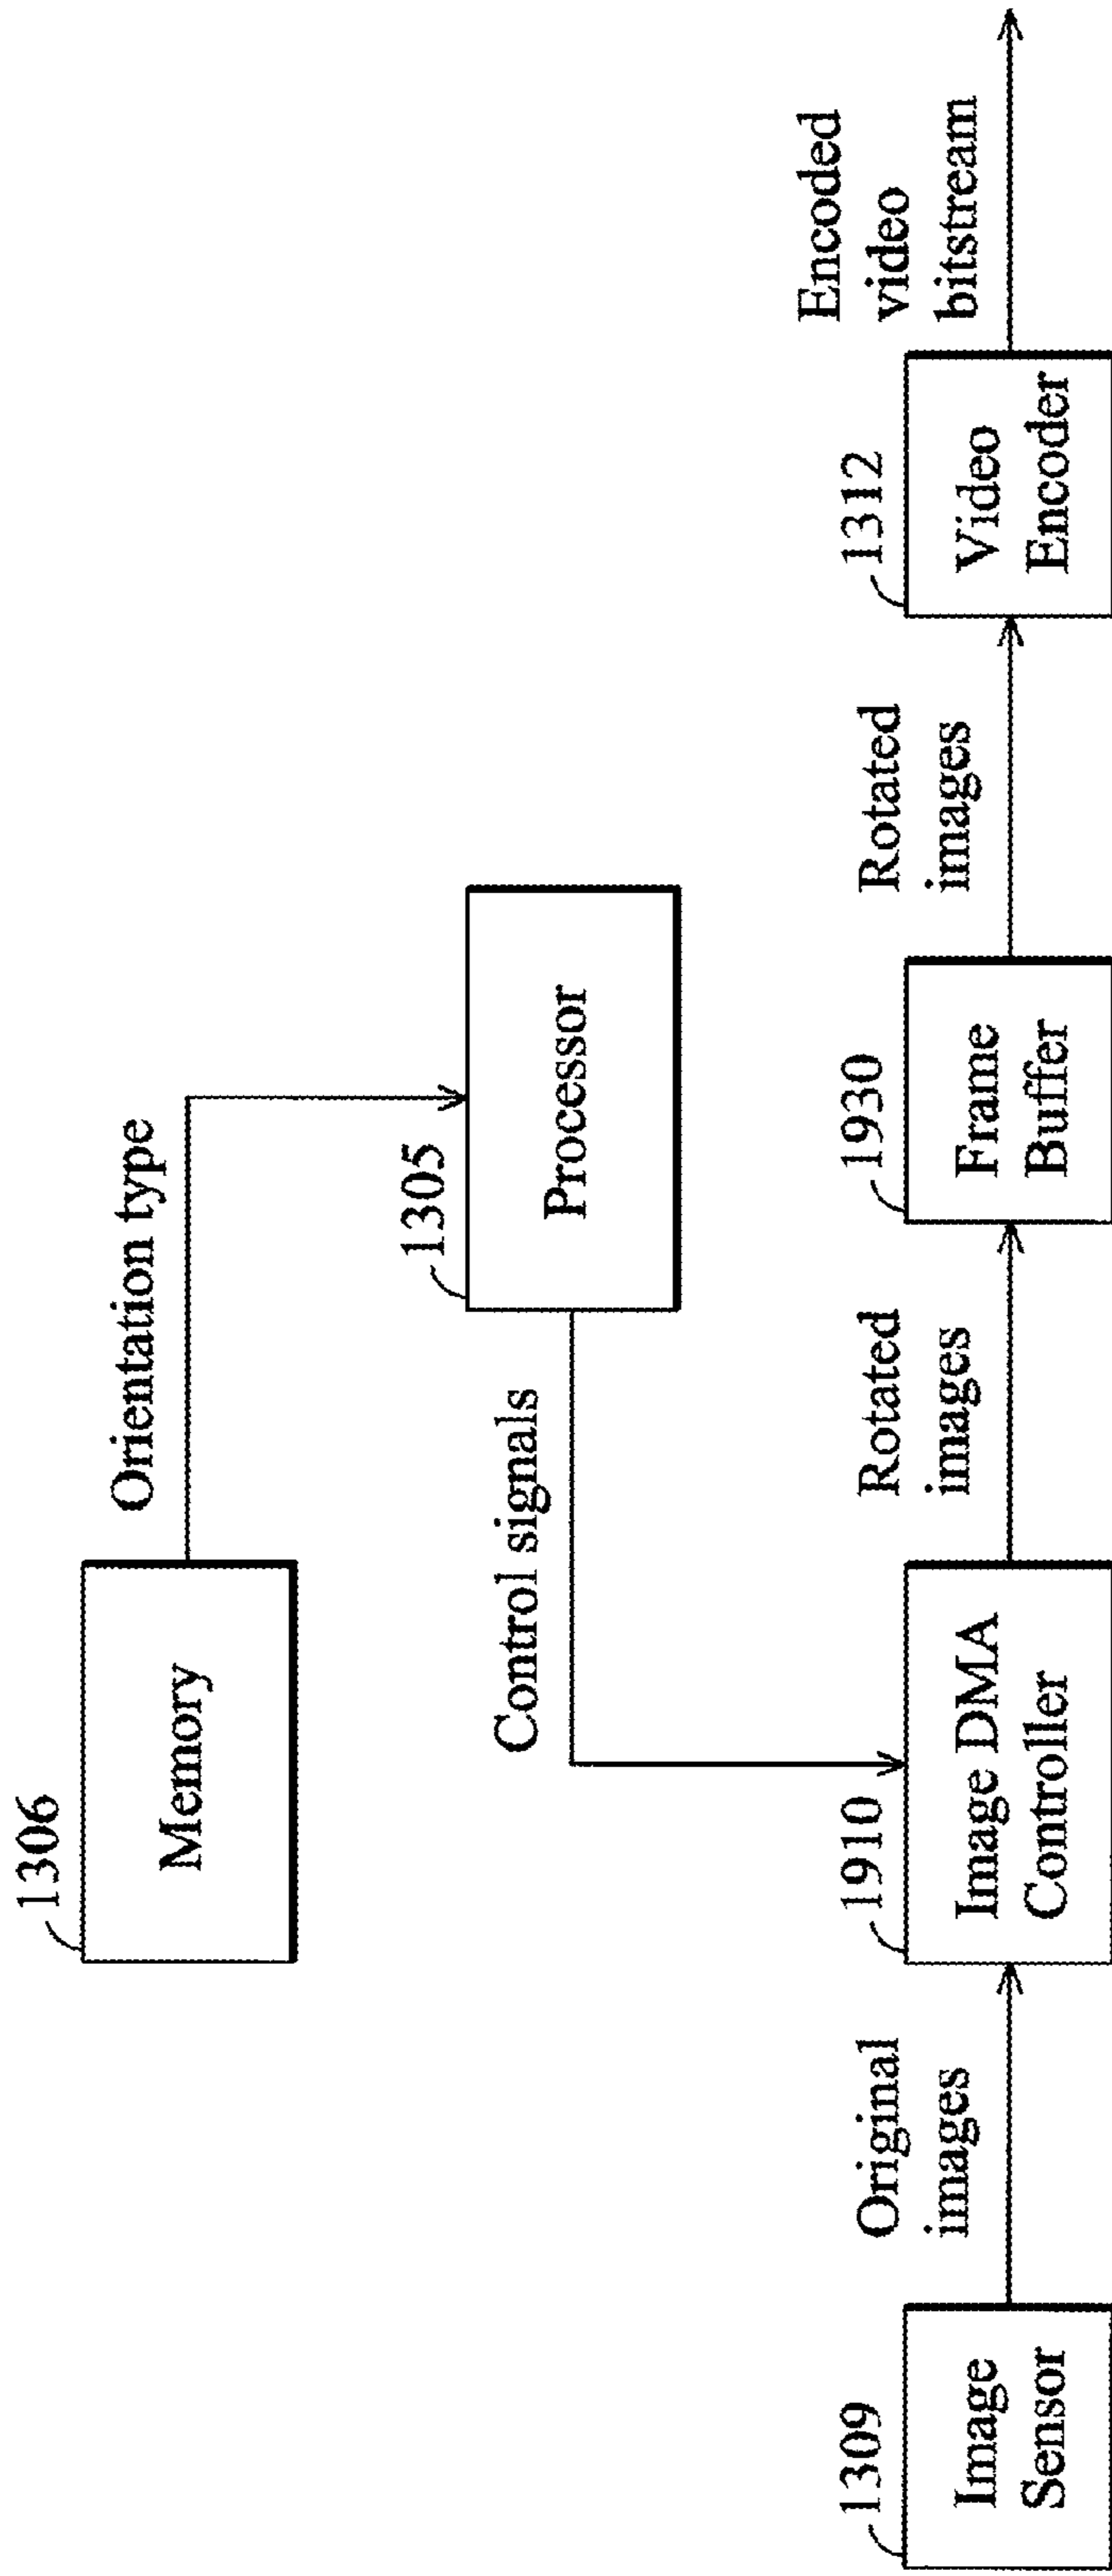 1306
Memory
Orientation type
1305
Processor
Control signals
1309
Image
Sensor
Original
images
1910
Image DMA
Controller
Rotated
images
1930
Frame
Buffer
Rotated
images
1312
Video
Encoder
Encoded
video
bitstream